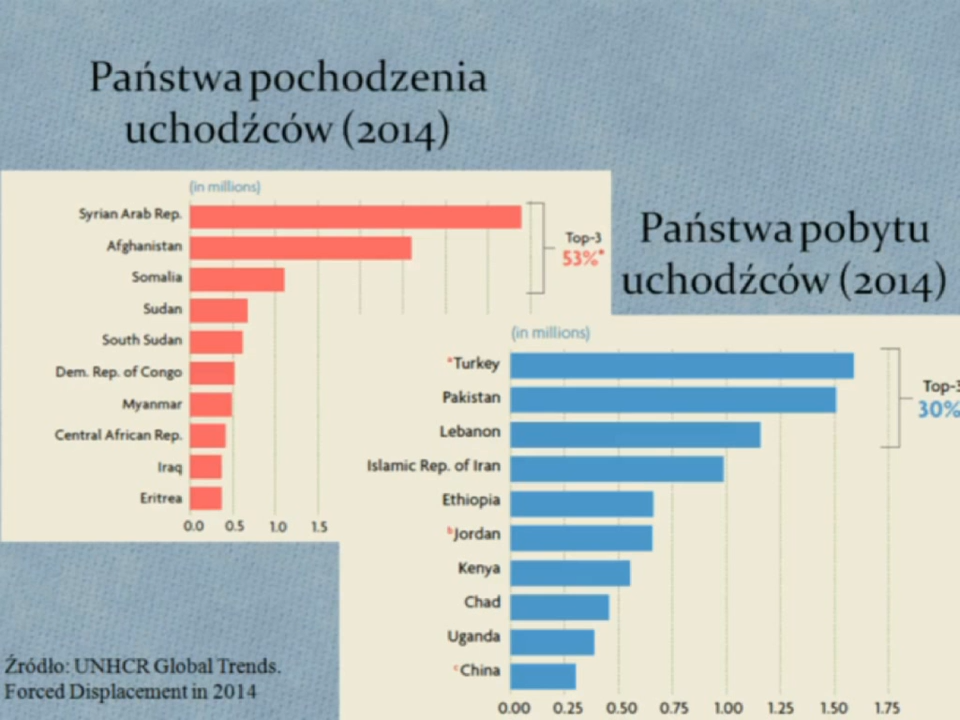 Państwa pochodzenia
uchodźców (2014)
(in millions)
Syrian Arab Rep.
Afghanistan
Somalia
Sudan
South Sudan
Dem. Rep. of Congo
Myanmar
Central African Rep.
Iraq
Eritrea
0.0 0.5 1.0 1.5
Top-3
53%*
Państwa pobytu
uchodźców (2014)
(in millions)
ᵃTurkey
Pakistan
Lebanon
Islamic Rep. of Iran
Ethiopia
ᵇJordan
Kenya
Chad
Uganda
ᶜChina
0.00 0.25 0.50 0.75 1.00 1.25 1.50 1.75
Top-3
30%
Źródło: UNHCR Global Trends.
Forced Displacement in 2014